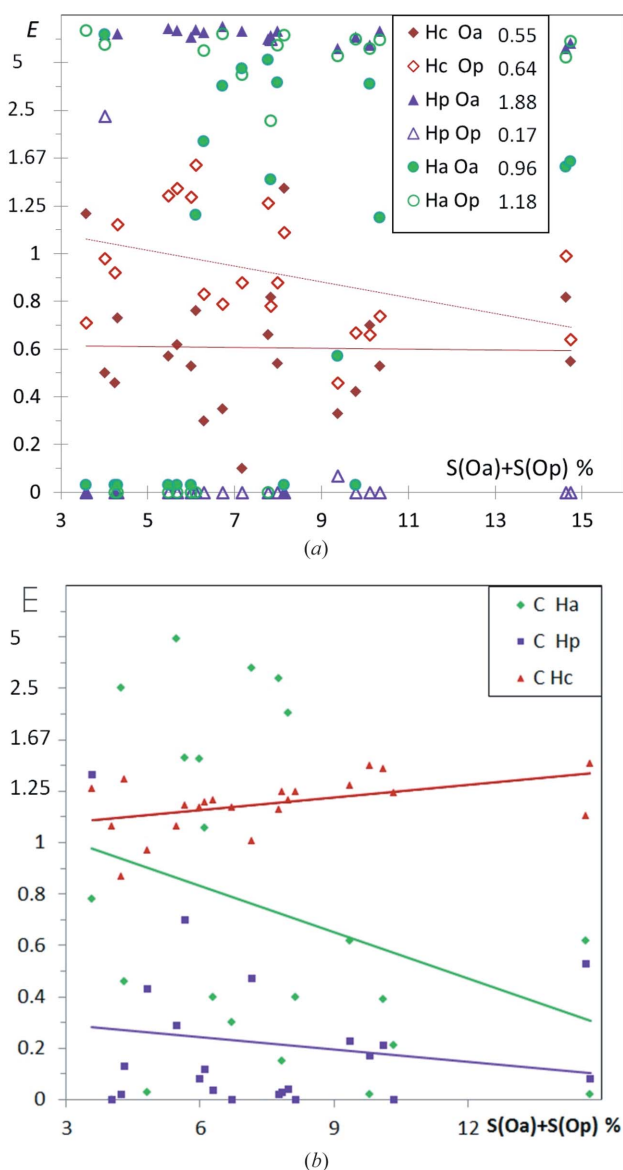 E
5
2.5
1.67
1.25
1
0.8
0.6
0.4
0.2
0
Hc Oa 0.55
Hc Op 0.64
Hp Oa 1.88
Hp Op 0.17
Ha Oa 0.96
Ha Op 1.18
S(Oa)+S(Op) %
3 5 7 9 11 13 15
(a)
E
5
2.5
1.67
1.25
1
0.8
0.6
0.4
0.2
0
C Ha
C Hp
C Hc
3 6 9 12 S(Oa)+S(Op) %
(b)